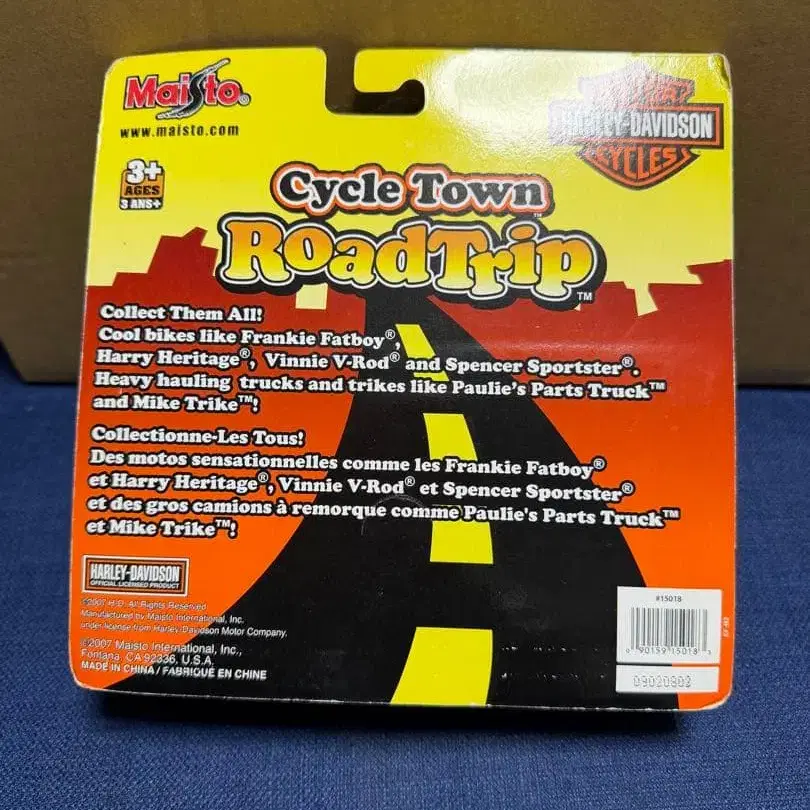 Maisto®
www.maisto.com
HARLEY-DAVIDSON
CYCLES
3+
AGES
3 ANS+
Cycle Town™
Road Trip™
Collect Them All!
Cool bikes like Frankie Fatboy®,
Harry Heritage®, Vinnie V-Rod® and Spencer Sportster®.
Heavy hauling trucks and trikes like Paulie's Parts Truck™
and Mike Trike™!
Collectionne-Les Tous!
Des motos sensationnelles comme les Frankie Fatboy®
et Harry Heritage®, Vinnie V-Rod® et Spencer Sportster®
et des gros camions à remorque comme Paulie's Parts Truck™
et Mike Trike™!
HARLEY-DAVIDSON
OFFICIAL LICENSED PRODUCT
©2007 H-D. All Rights Reserved.
Manufactured by Maisto International, Inc.
under license from Harley-Davidson Motor Company.
©2007 Maisto International, Inc.,
Fontana, CA 92336, U.S.A.
MADE IN CHINA / FABRIQUÉ EN CHINE
#15018
0 90159 15018